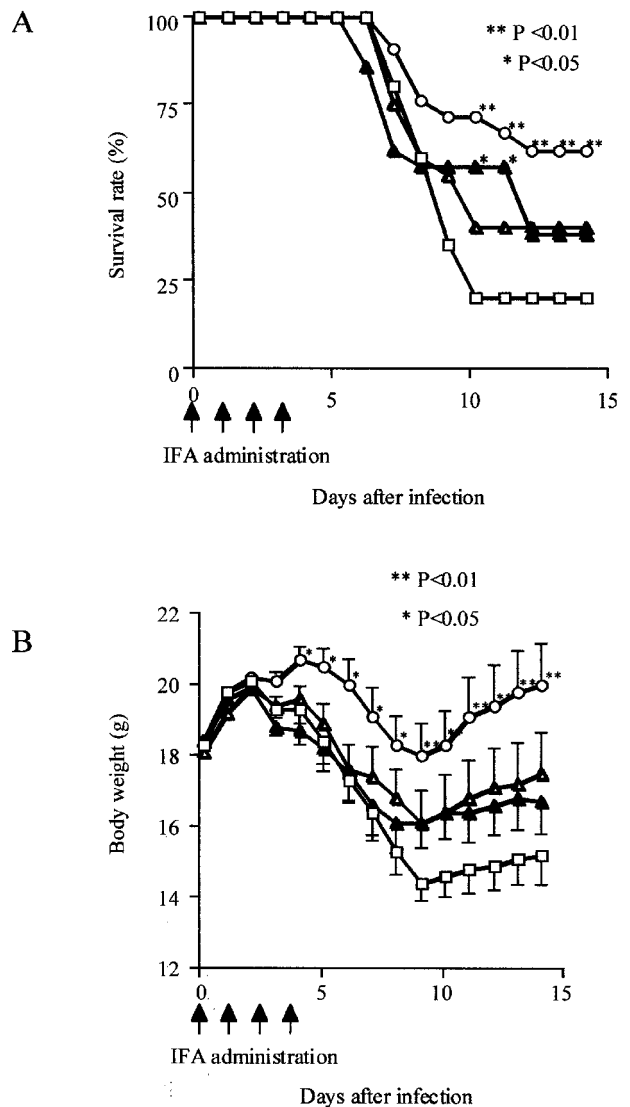 A
** P <0.01
* P<0.05
Survival rate (%)
100
75
50
25
0
0
5
10
15
** ** ** ** **
* *
IFA administration
Days after infection
B
** P<0.01
* P<0.05
Body weight (g)
22
20
18
16
14
12
0
5
10
15
* * * * * ** * ** ** ** **
IFA administration
Days after infection